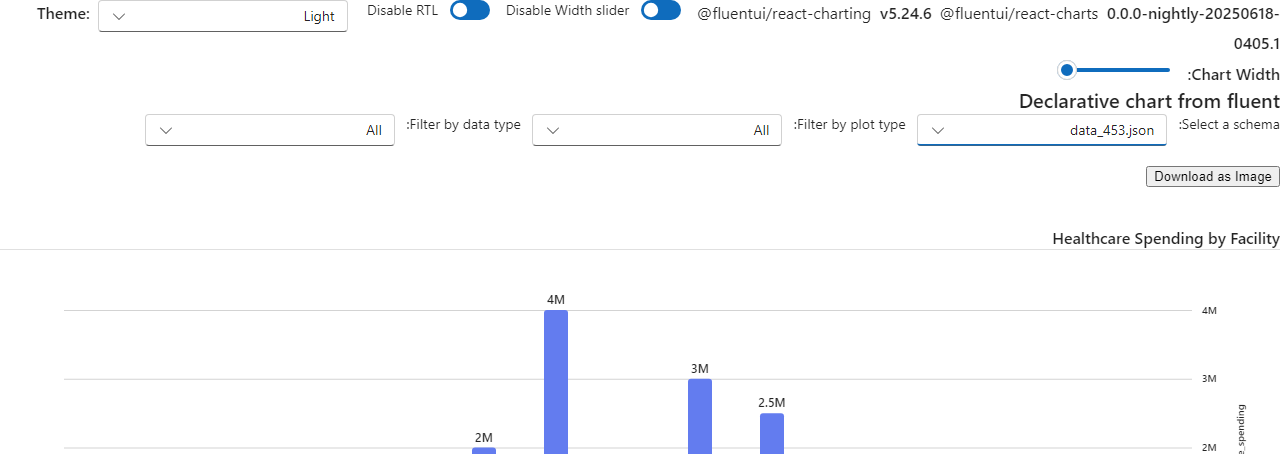 Theme:
Light
Disable RTL
Disable Width slider
@fluentui/react-charting v5.24.6 @fluentui/react-charts 0.0.0-nightly-20250618-
0405.1
:Chart Width
Declarative chart from fluent
:Select a schema
data_453.json
:Filter by plot type
All
:Filter by data type
All
Download as Image
Healthcare Spending by Facility
4M
4M
3M
3M
2.5M
2M
2M
e_spending